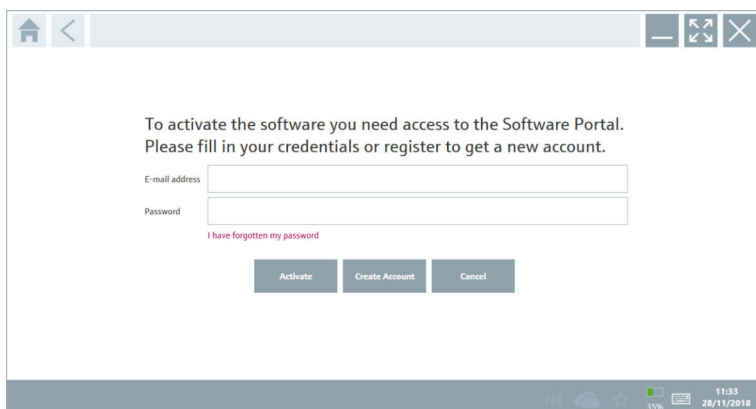 To activate the software you need access to the Software Portal.
Please fill in your credentials or register to get a new account.
E-mail address
Password
I have forgotten my password
Activate Create Account Cancel
35%
11:33
28/11/2018